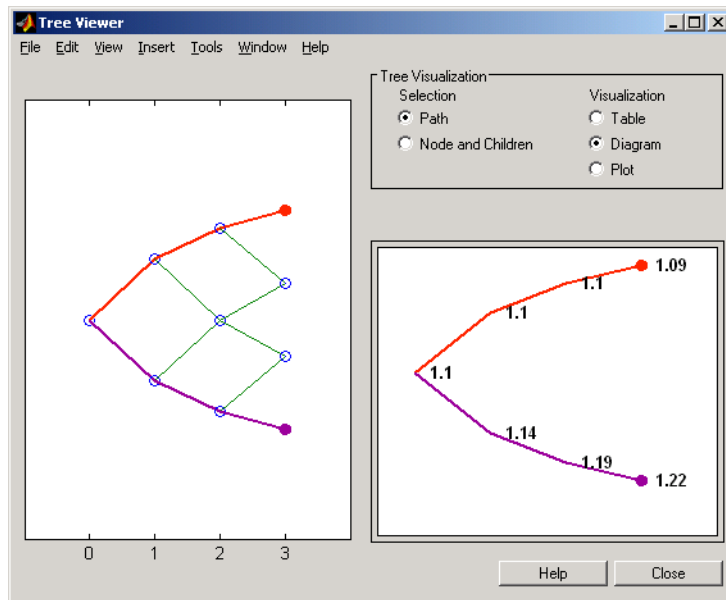 Tree Viewer
File Edit View Insert Tools Window Help
Tree Visualization
Selection
Visualization
Path
Table
Node and Children
Diagram
Plot
1.09
1.1
1.1
1.1
1.14
1.19
1.22
0 1 2 3
Help Close